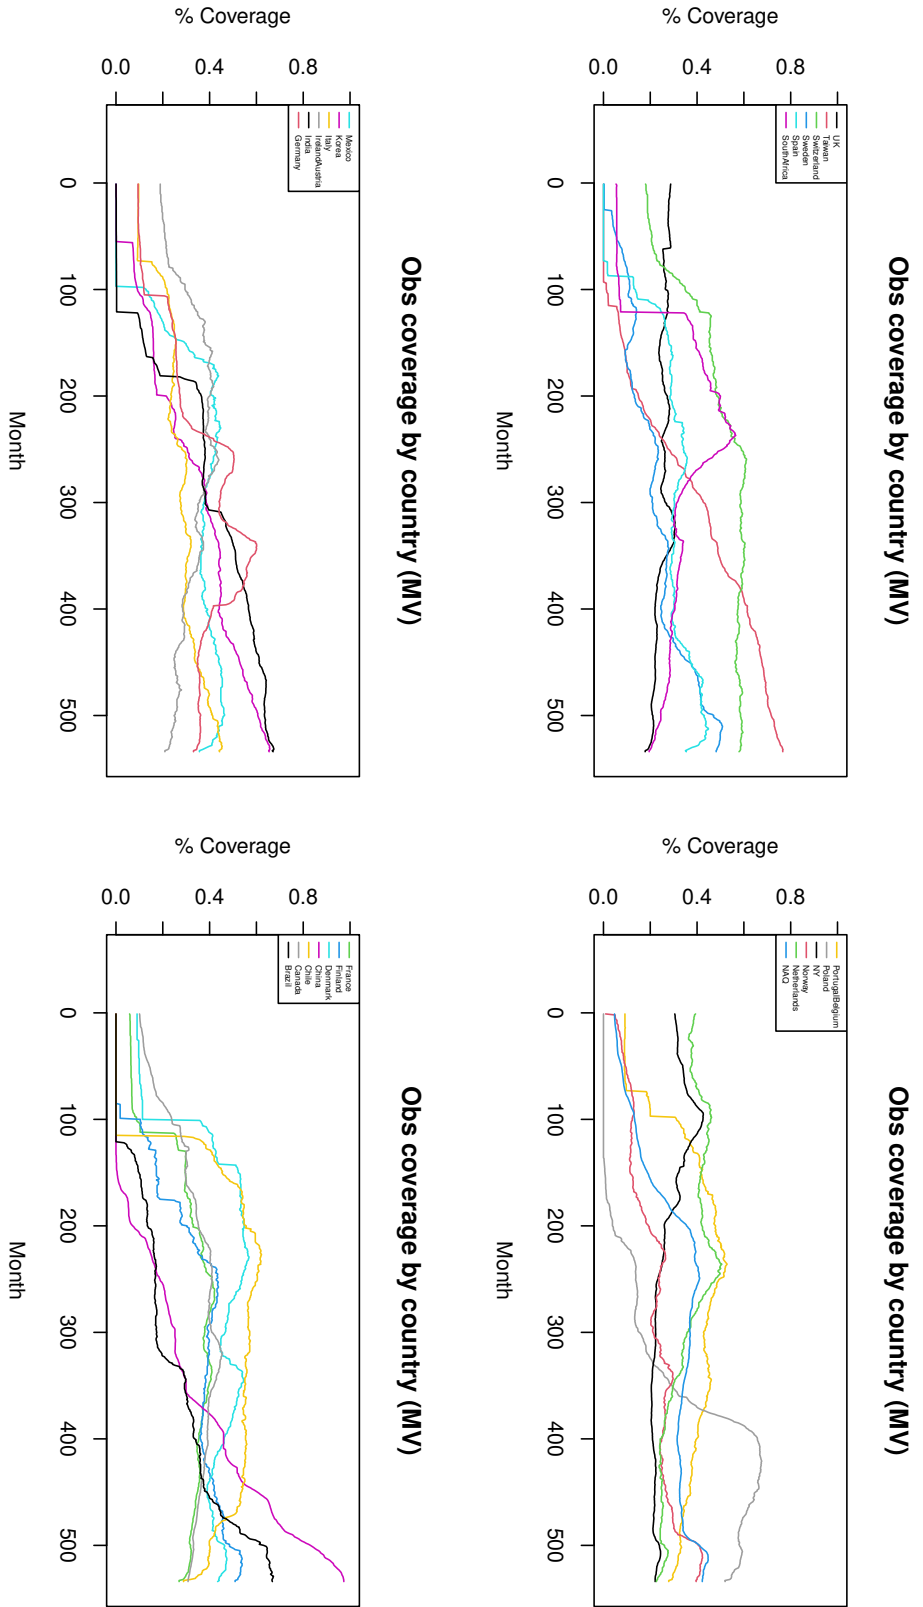 Obs coverage by country (MV)
% Coverage
0.0 0.4 0.8
UK
Taiwan
Switzerland
Sweden
Spain
SouthAfrica
0 100 200 300 400 500
Month
Obs coverage by country (MV)
% Coverage
0.0 0.4 0.8
PortugalBelgium
Poland
NY
Norway
Netherlands
NAQ
0 100 200 300 400 500
Month
Obs coverage by country (MV)
% Coverage
0.0 0.4 0.8
Mexico
Korea
Italy
IrelandAustria
India
Germany
0 100 200 300 400 500
Month
Obs coverage by country (MV)
% Coverage
0.0 0.4 0.8
France
Finland
Denmark
China
Chile
Canada
Brazil
0 100 200 300 400 500
Month